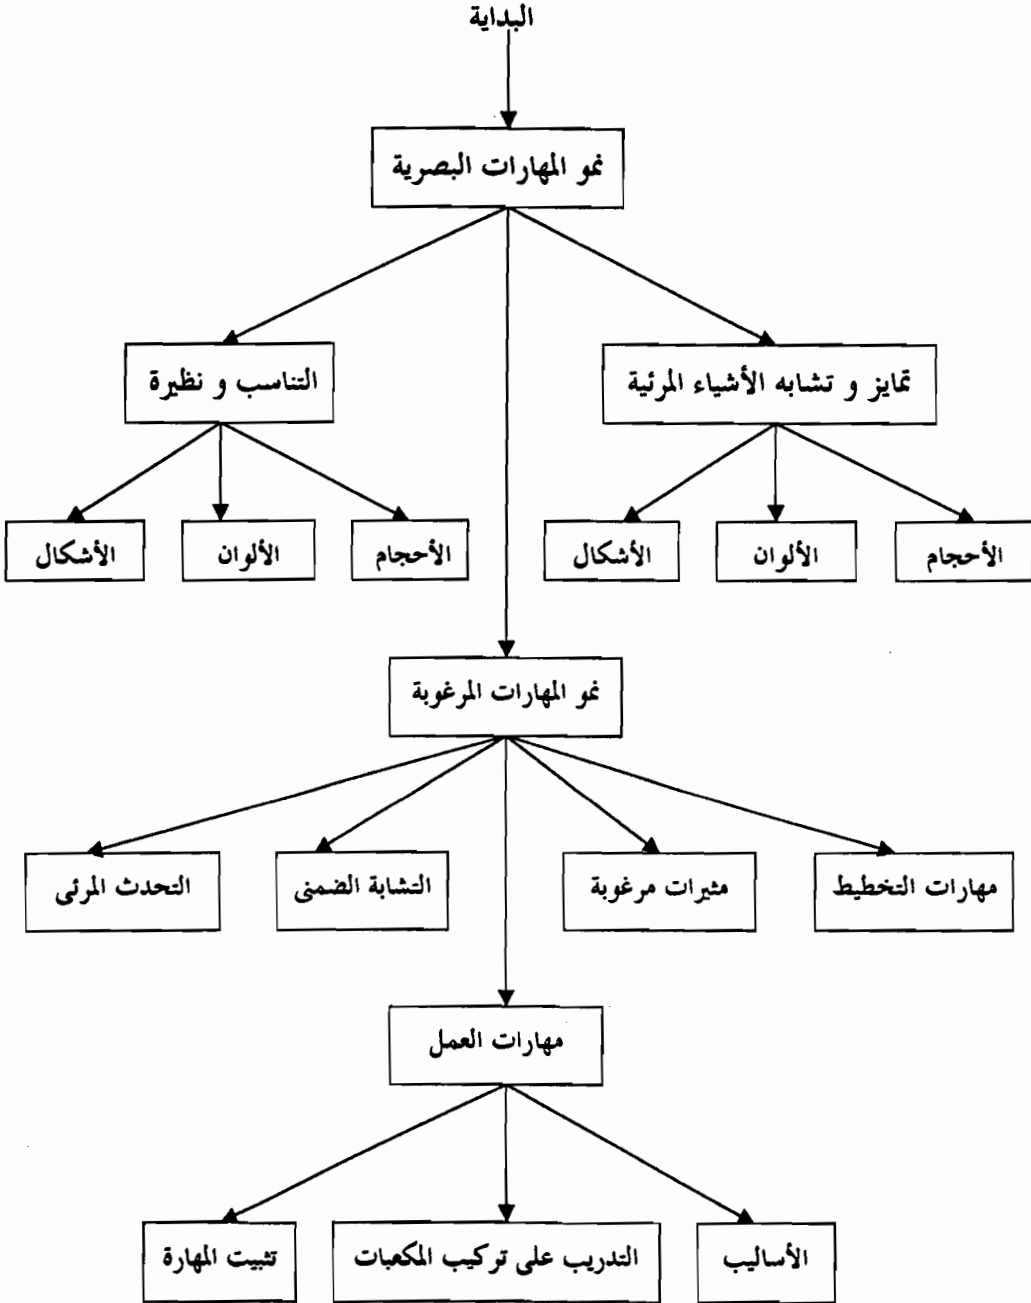 البداية
نمو المهارات البصرية
تمايز و تشابه الأشياء المرئية
التناسب و نظيرة
الأحجام
الألوان
الأشكال
الأحجام
الألوان
الأشكال
نمو المهارات المرغوبة
مهارات التخطيط
مثيرات مرغوبة
التشابة الضمنى
التحدث المرئى
مهارات العمل
الأساليب
التدريب على تركيب المكعبات
تثبيت المهارة